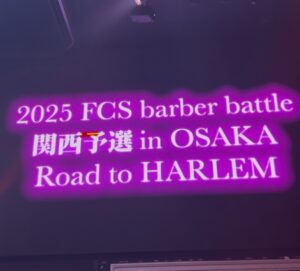 2025 FCS barber battle
関西予選 in OSAKA
Road to HARLEM